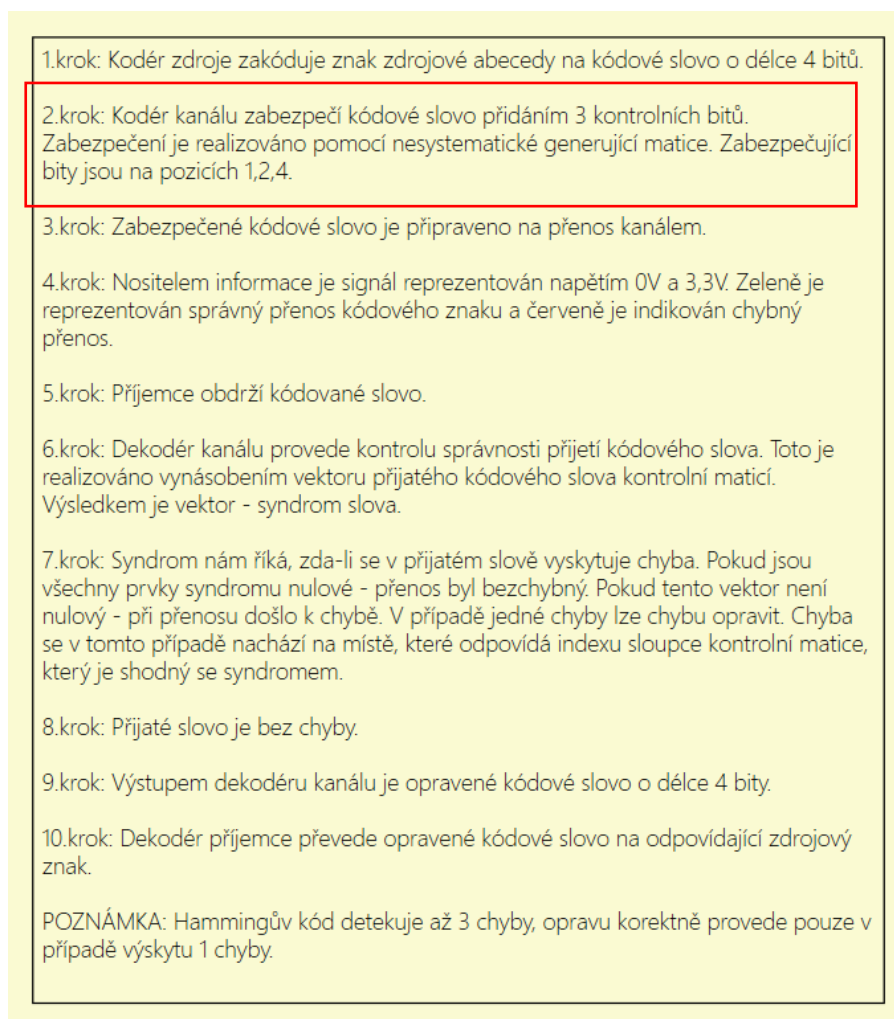 1.krok: Kodér zdroje zakóduje znak zdrojové abecedy na kódové slovo o délce 4 bitů.
2.krok: Kodér kanálu zabezpečí kódové slovo přidáním 3 kontrolních bitů.
Zabezpečení je realizováno pomocí nesystematické generující matice. Zabezpečující
bity jsou na pozicích 1,2,4.
3.krok: Zabezpečené kódové slovo je připraveno na přenos kanálem.
4.krok: Nositelem informace je signál reprezentován napětím 0V a 3,3V. Zeleně je
reprezentován správný přenos kódového znaku a červeně je indikován chybný
přenos.
5.krok: Příjemce obdrží kódované slovo.
6.krok: Dekodér kanálu provede kontrolu správnosti přijetí kódového slova. Toto je
realizováno vynásobením vektoru přijatého kódového slova kontrolní maticí.
Výsledkem je vektor - syndrom slova.
7.krok: Syndrom nám říká, zda-li se v přijatém slově vyskytuje chyba. Pokud jsou
všechny prvky syndromu nulové - přenos byl bezchybný. Pokud tento vektor není
nulový - při přenosu došlo k chybě. V případě jedné chyby lze chybu opravit. Chyba
se v tomto případě nachází na místě, které odpovídá indexu sloupce kontrolní matice,
který je shodný se syndromem.
8.krok: Přijaté slovo je bez chyby.
9.krok: Výstupem dekodéru kanálu je opravené kódové slovo o délce 4 bity.
10.krok: Dekodér příjemce převede opravené kódové slovo na odpovídající zdrojový
znak.
POZNÁMKA: Hammingův kód detekuje až 3 chyby, opravu korektně provede pouze v
případě výskytu 1 chyby.